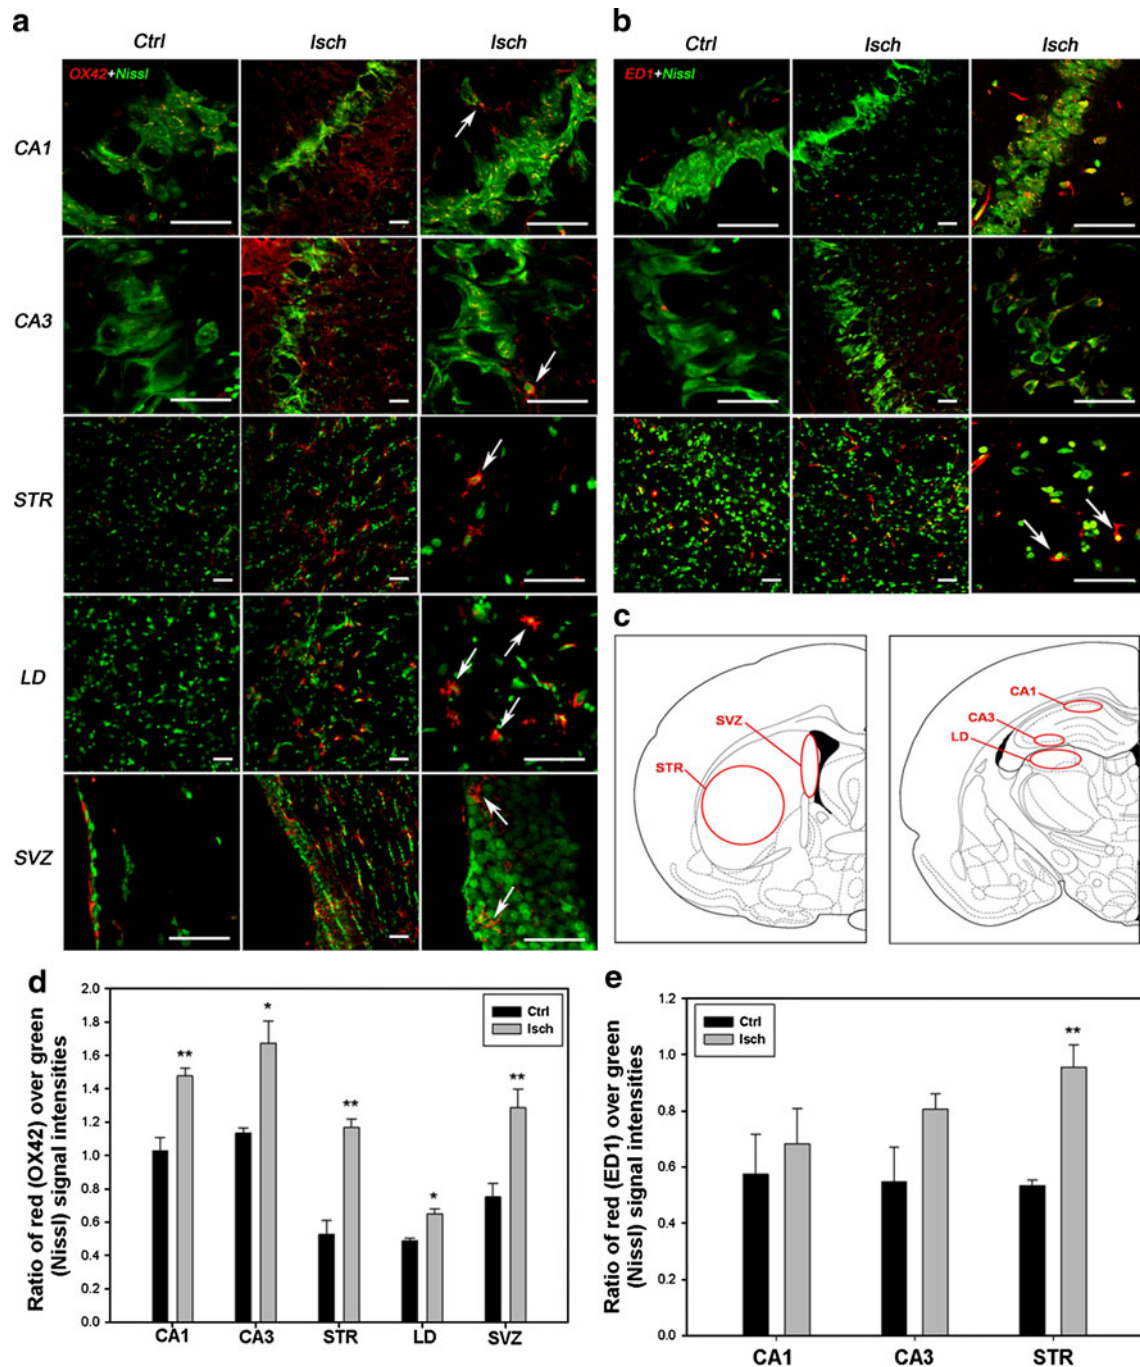 a
b
Ctrl Isch Isch
Ctrl Isch Isch
OX42+Nissl
ED1+Nissl
CA1
CA3
STR
LD
SVZ
c
SVZ
STR
CA1
CA3
LD
d
Ratio of red (OX42) over green
(Nissl) signal intensities
2.0
1.8
1.6
1.4
1.2
1.0
0.8
0.6
0.4
0.2
0.0
Ctrl
Isch
** * ** * **
CA1 CA3 STR LD SVZ
e
Ratio of red (ED1) over green
(Nissl) signal intensities
1.2
1.0
0.8
0.6
0.4
0.2
0.0
Ctrl
Isch
**
CA1 CA3 STR